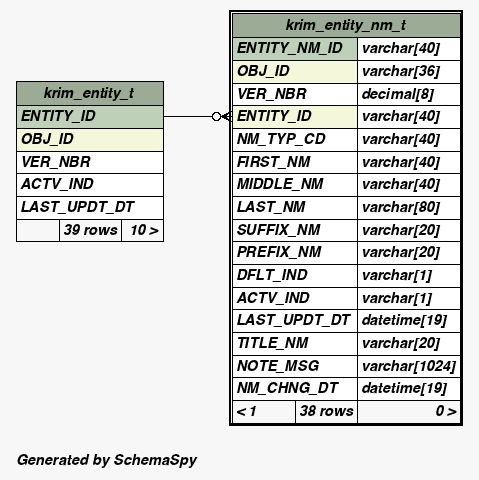 krim_entity_t
ENTITY_ID
OBJ_ID
VER_NBR
ACTV_IND
LAST_UPDT_DT
39 rows 10 >
krim_entity_nm_t
ENTITY_NM_ID varchar[40]
OBJ_ID varchar[36]
VER_NBR decimal[8]
ENTITY_ID varchar[40]
NM_TYP_CD varchar[40]
FIRST_NM varchar[40]
MIDDLE_NM varchar[40]
LAST_NM varchar[80]
SUFFIX_NM varchar[20]
PREFIX_NM varchar[20]
DFLT_IND varchar[1]
ACTV_IND varchar[1]
LAST_UPDT_DT datetime[19]
TITLE_NM varchar[20]
NOTE_MSG varchar[1024]
NM_CHNG_DT datetime[19]
< 1 38 rows 0 >
Generated by SchemaSpy